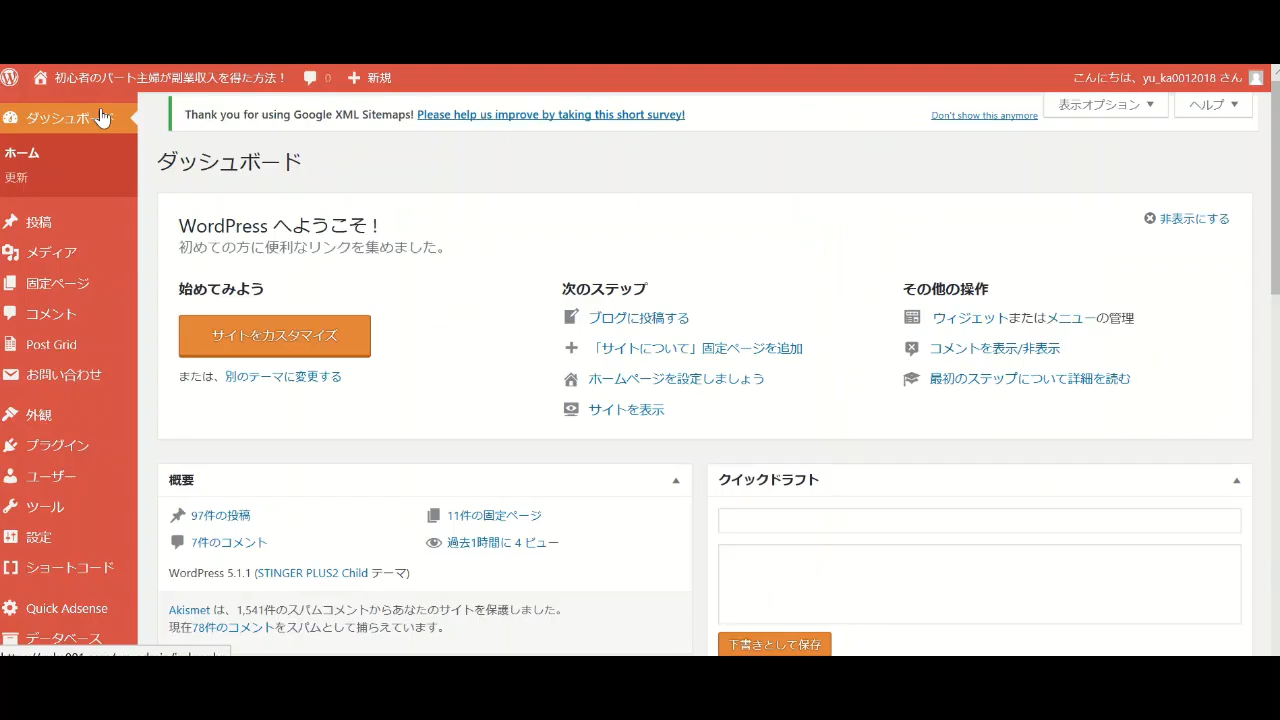 初心者のパート主婦が副業収入を得た方法！ 0 新規 こんにちは、yu_ka0012018 さん
ダッシュボード
ホーム
更新
投稿
メディア
固定ページ
コメント
Post Grid
お問い合わせ
外観
プラグイン
ユーザー
ツール
設定
ショートコード
Quick Adsense
データベース
Thank you for using Google XML Sitemaps! Please help us improve by taking this short survey! Don't show this anymore
表示オプション ▼ ヘルプ ▼
ダッシュボード
WordPress へようこそ !
初めての方に便利なリンクを集めました。
非表示にする
始めてみよう
サイトをカスタマイズ
または、別のテーマに変更する
次のステップ
ブログに投稿する
「サイトについて」固定ページを追加
ホームページを設定しましょう
サイトを表示
その他の操作
ウィジェットまたはメニューの管理
コメントを表示/非表示
最初のステップについて詳細を読む
概要
97件の投稿 11件の固定ページ
7件のコメント 過去1時間に 4 ビュー
WordPress 5.1.1 (STINGER PLUS2 Child テーマ)
Akismet は、1,541件のスパムコメントからあなたのサイトを保護しました。
現在78件のコメントをスパムとして捕らえています。
クイックドラフト
下書きとして保存